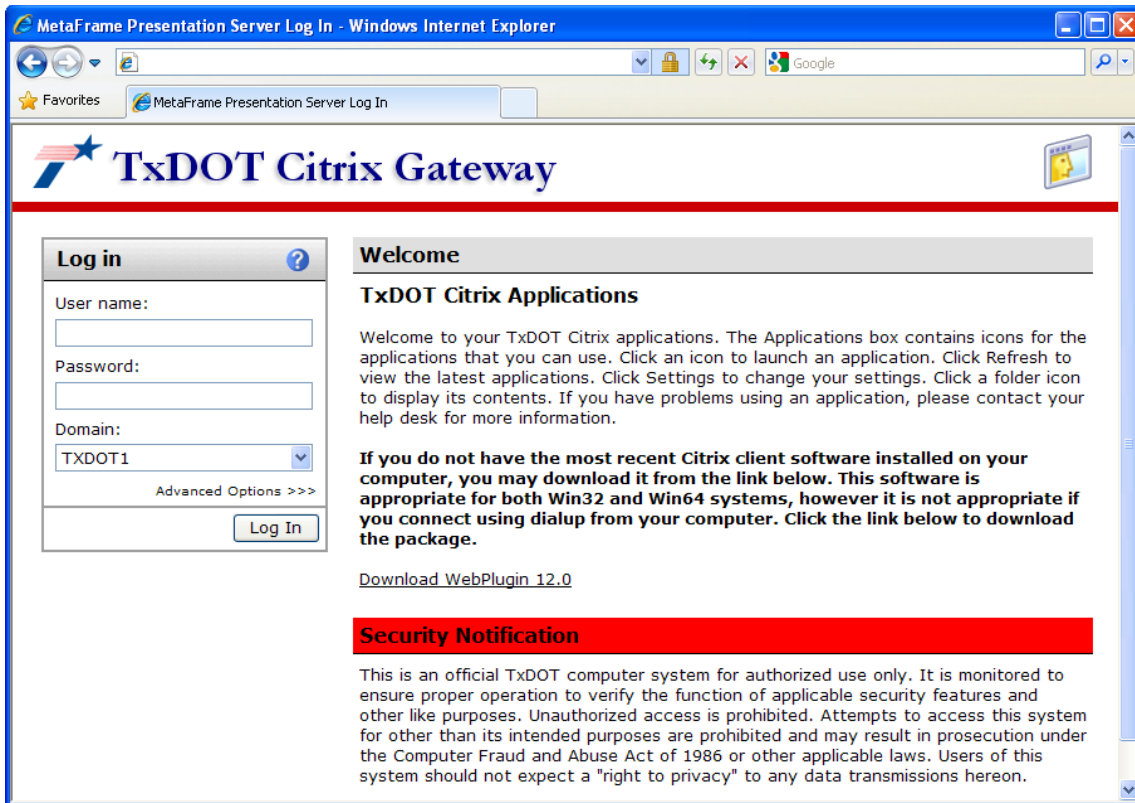 MetaFrame Presentation Server Log In - Windows Internet Explorer
Google
Favorites
MetaFrame Presentation Server Log In
TxDOT Citrix Gateway
Log in
User name:
Password:
Domain:
TXDOT1
Advanced Options >>>
Log In
Welcome
TxDOT Citrix Applications
Welcome to your TxDOT Citrix applications. The Applications box contains icons for the
applications that you can use. Click an icon to launch an application. Click Refresh to
view the latest applications. Click Settings to change your settings. Click a folder icon
to display its contents. If you have problems using an application, please contact your
help desk for more information.
If you do not have the most recent Citrix client software installed on your
computer, you may download it from the link below. This software is
appropriate for both Win32 and Win64 systems, however it is not appropriate if
you connect using dialup from your computer. Click the link below to download
the package.
Download WebPlugin 12.0
Security Notification
This is an official TxDOT computer system for authorized use only. It is monitored to
ensure proper operation to verify the function of applicable security features and
other like purposes. Unauthorized access is prohibited. Attempts to access this system
for other than its intended purposes are prohibited and may result in prosecution under
the Computer Fraud and Abuse Act of 1986 or other applicable laws. Users of this
system should not expect a "right to privacy" to any data transmissions hereon.